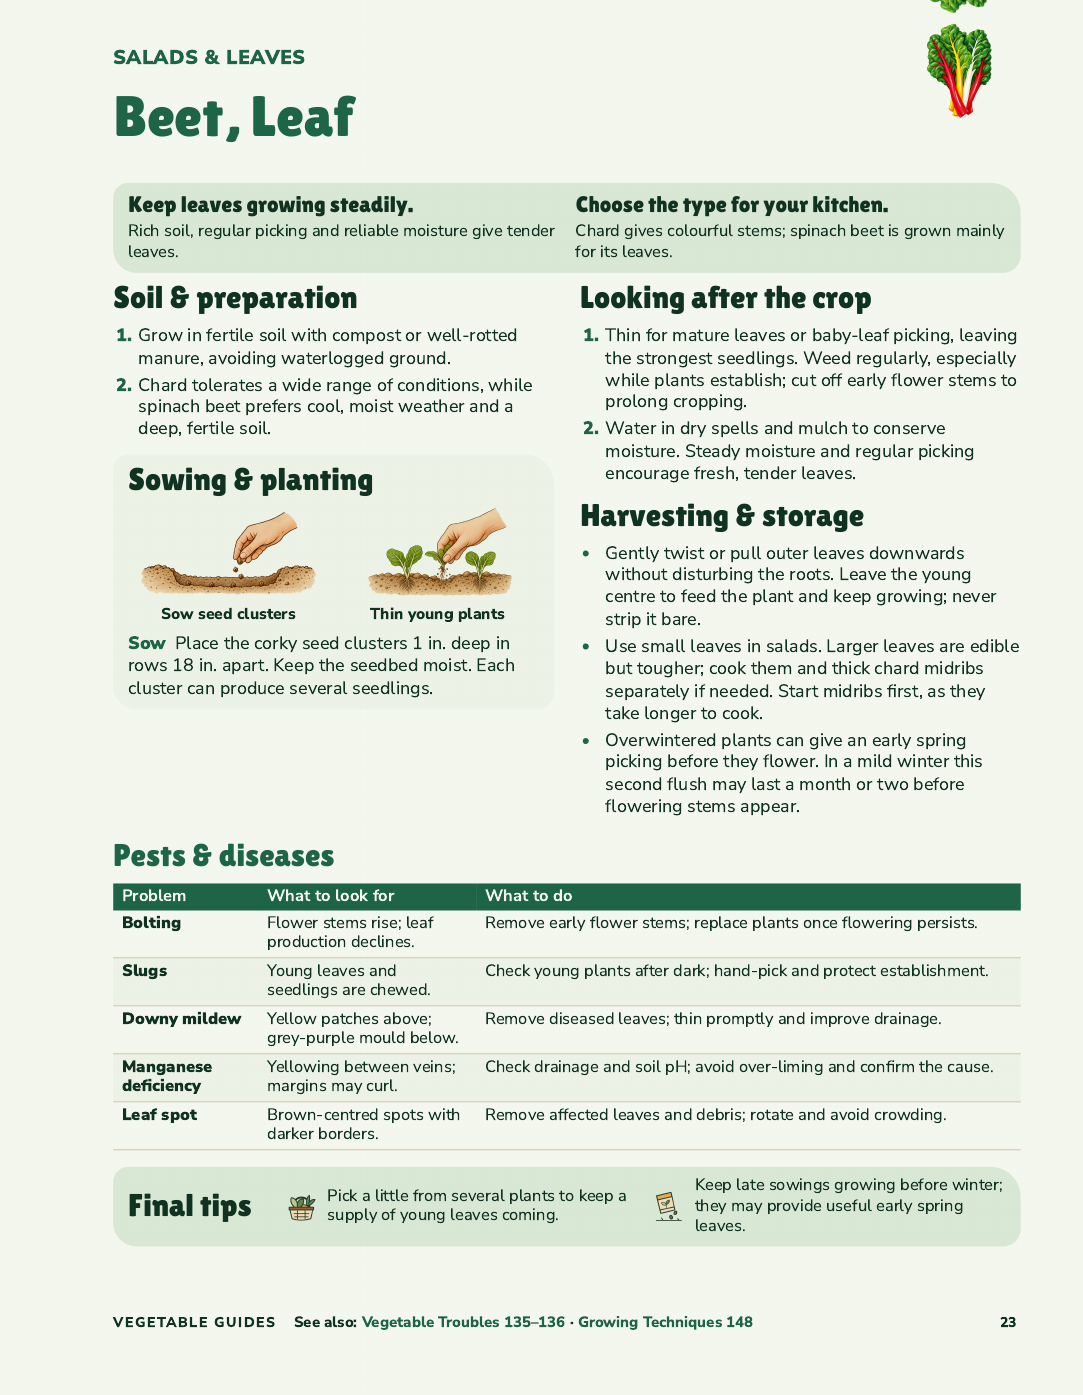 SALADS & LEAVES
Beet, Leaf
Keep leaves growing steadily.
Rich soil, regular picking and reliable moisture give tender
leaves.
Choose the type for your kitchen.
Chard gives colourful stems; spinach beet is grown mainly
for its leaves.
Soil & preparation
1. Grow in fertile soil with compost or well-rotted
manure, avoiding waterlogged ground.
2. Chard tolerates a wide range of conditions, while
spinach beet prefers cool, moist weather and a
deep, fertile soil.
Sowing & planting
Sow seed clusters
Thin young plants
Sow Place the corky seed clusters 1 in. deep in
rows 18 in. apart. Keep the seedbed moist. Each
cluster can produce several seedlings.
Looking after the crop
1. Thin for mature leaves or baby-leaf picking, leaving
the strongest seedlings. Weed regularly, especially
while plants establish; cut off early flower stems to
prolong cropping.
2. Water in dry spells and mulch to conserve
moisture. Steady moisture and regular picking
encourage fresh, tender leaves.
Harvesting & storage
• Gently twist or pull outer leaves downwards
without disturbing the roots. Leave the young
centre to feed the plant and keep growing; never
strip it bare.
• Use small leaves in salads. Larger leaves are edible
but tougher; cook them and thick chard midribs
separately if needed. Start midribs first, as they
take longer to cook.
• Overwintered plants can give an early spring
picking before they flower. In a mild winter this
second flush may last a month or two before
flowering stems appear.
Pests & diseases
Problem What to look for What to do
Bolting Flower stems rise; leaf Remove early flower stems; replace plants once flowering persists.
production declines.
Slugs Young leaves and Check young plants after dark; hand-pick and protect establishment.
seedlings are chewed.
Downy mildew Yellow patches above; Remove diseased leaves; thin promptly and improve drainage.
grey-purple mould below.
Manganese Yellowing between veins; Check drainage and soil pH; avoid over-liming and confirm the cause.
deficiency margins may curl.
Leaf spot Brown-centred spots with Remove affected leaves and debris; rotate and avoid crowding.
darker borders.
Final tips
Pick a little from several plants to keep a
supply of young leaves coming.
Keep late sowings growing before winter;
they may provide useful early spring
leaves.
VEGETABLE GUIDES See also: Vegetable Troubles 135–136 · Growing Techniques 148 23